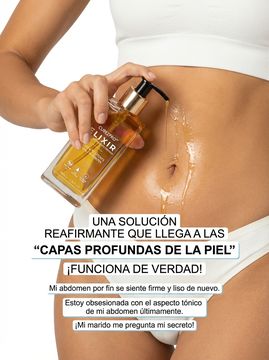 ELIXIR
UNA SOLUCIÓN
REAFIRMANTE QUE LLEGA A LAS
“CAPAS PROFUNDAS DE LA PIEL”
¡FUNCIONA DE VERDAD!
Mi abdomen por fin se siente firme y liso de nuevo.
Estoy obsesionada con el aspecto tónico
de mi abdomen últimamente.
¡Mi marido me pregunta mi secreto!